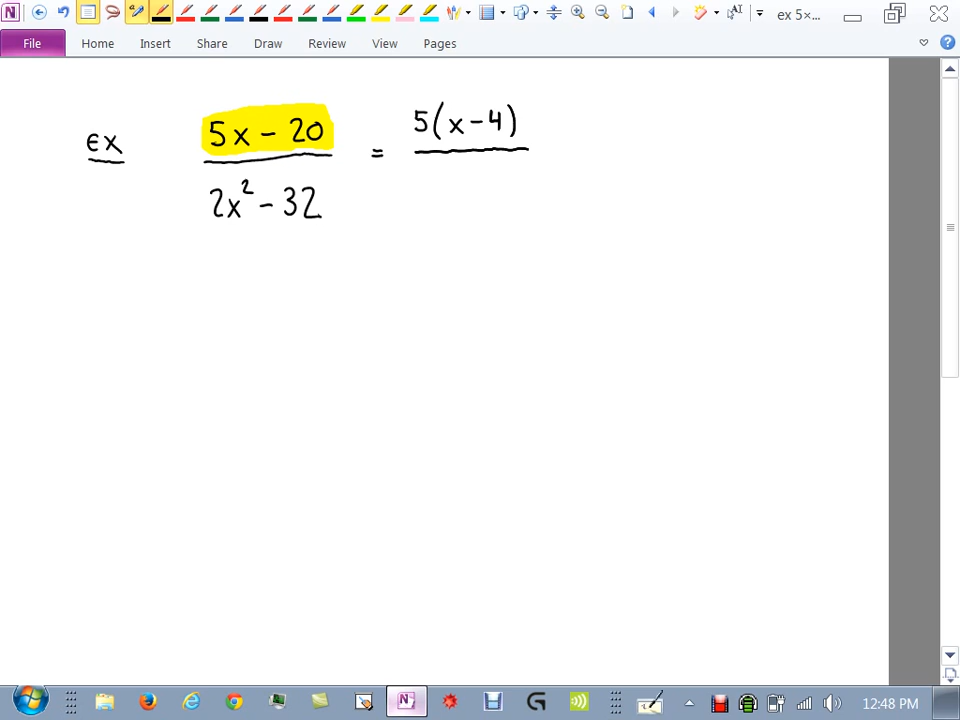 ex 5×...
File Home Insert Share Draw Review View Pages
ex 5x - 20 = 5(x - 4)
2x² - 32
12:48 PM